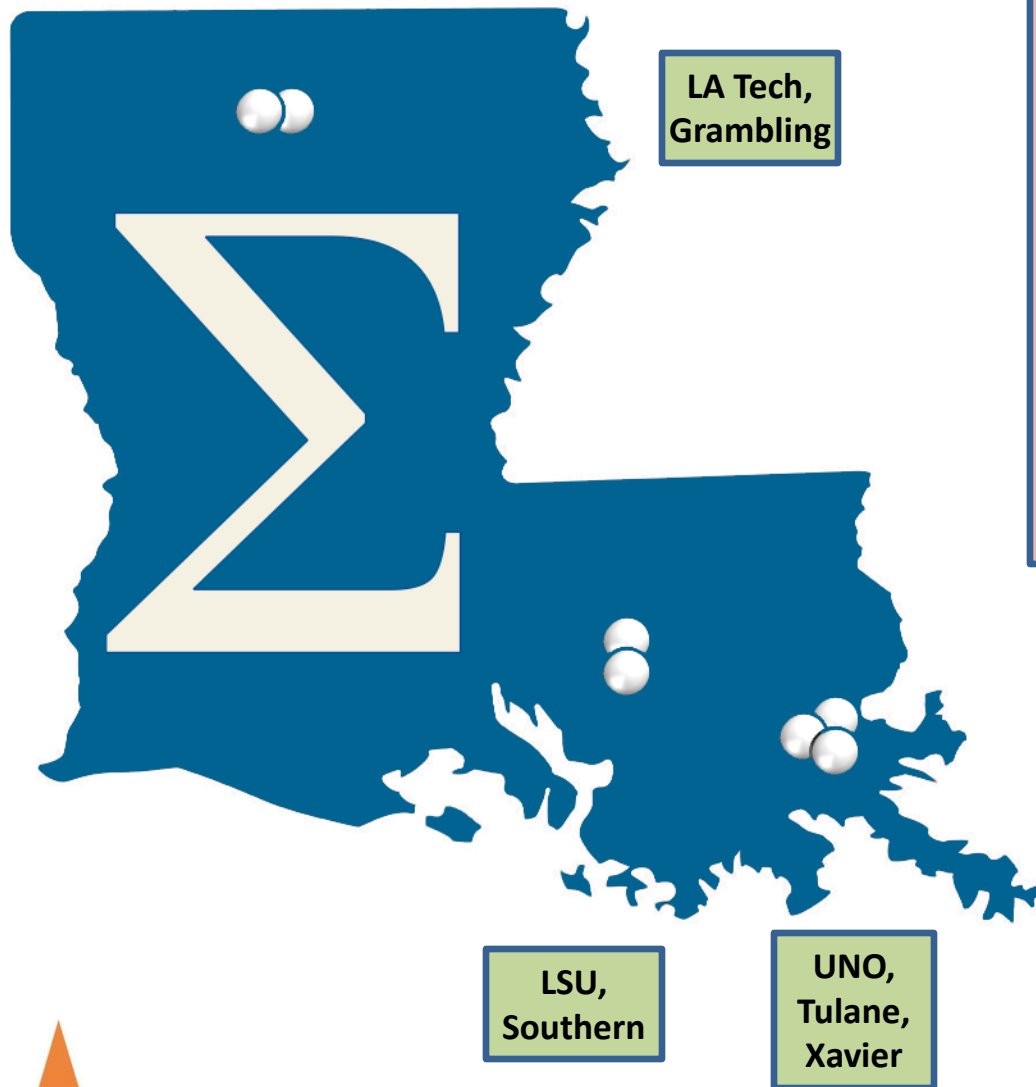 LA Tech,
Grambling
Σ
LSU,
Southern
UNO,
Tulane,
Xavier